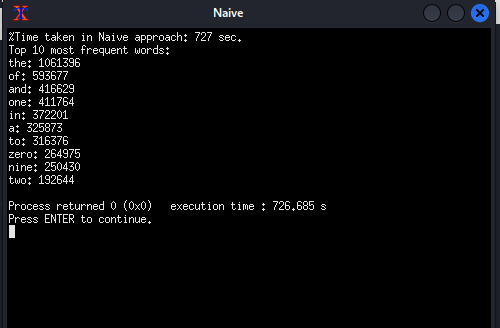 Naive
%Time taken in Naive approach: 727 sec.
Top 10 most frequent words:
the: 1061396
of: 593677
and: 416629
one: 411764
in: 372201
a: 325873
to: 316376
zero: 264975
nine: 250430
two: 192644

Process returned 0 (0x0)   execution time : 726.685 s
Press ENTER to continue.